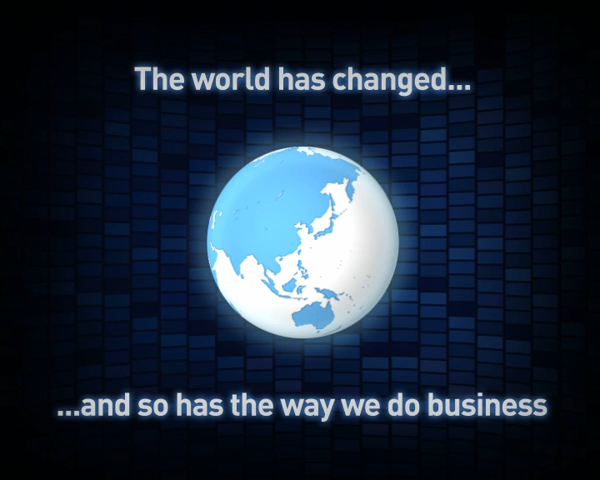 The world has changed...
...and so has the way we do business